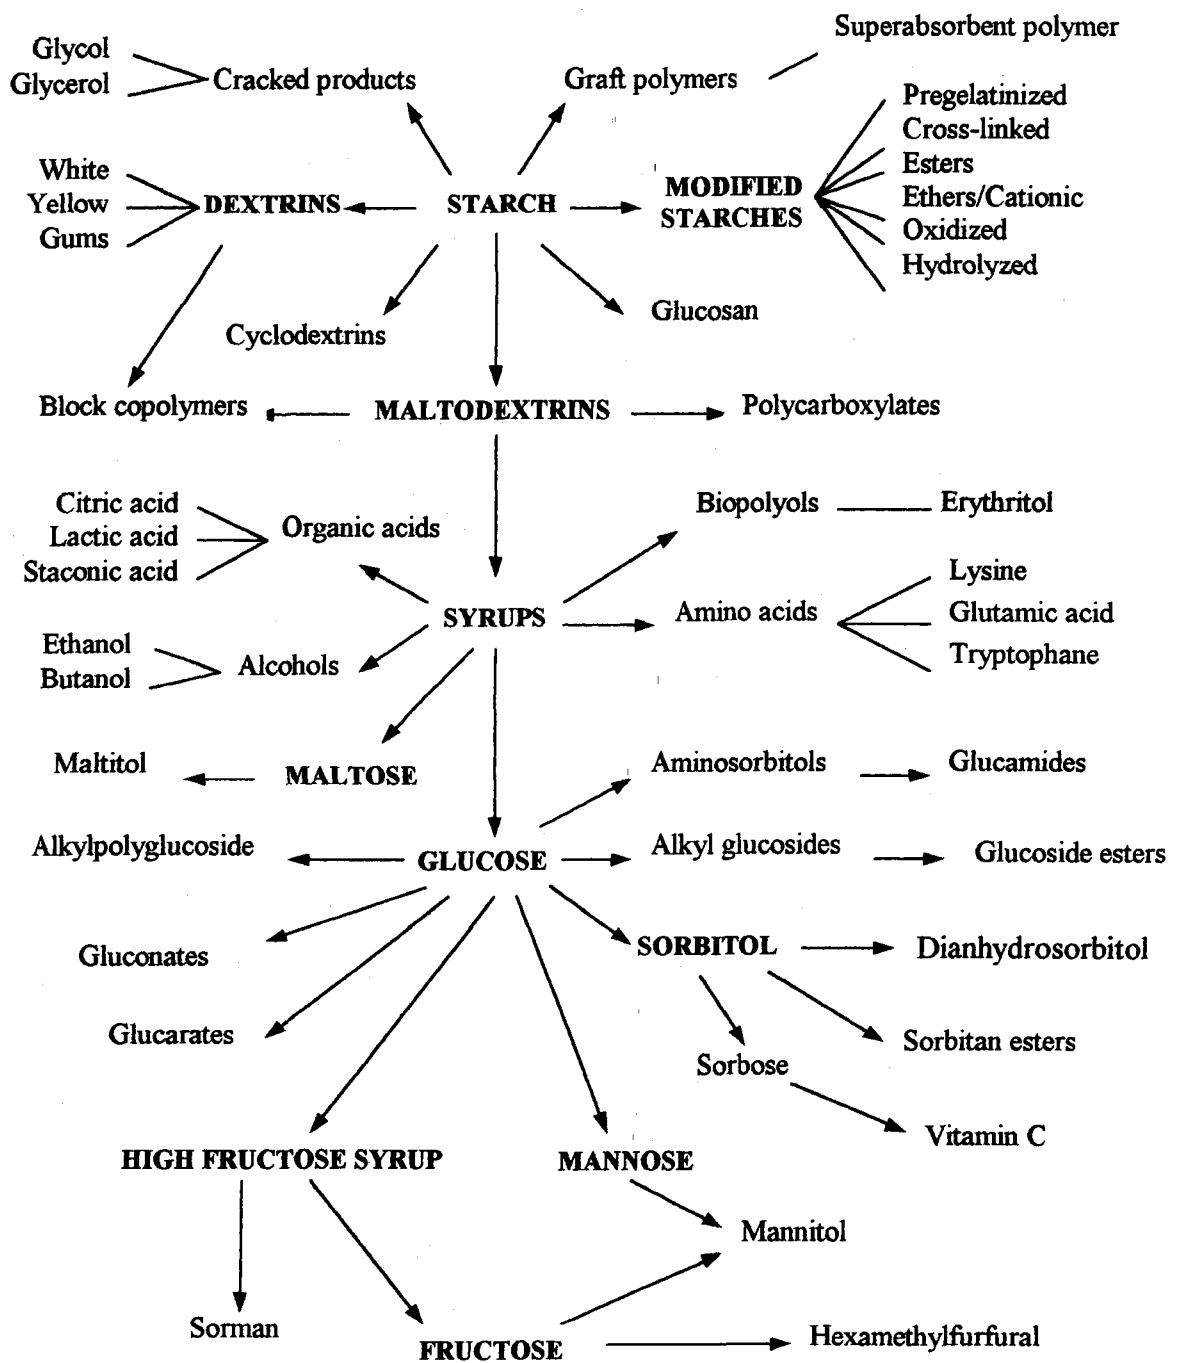 Superabsorbent polymer
Glycol
Glycerol
Cracked products
Graft polymers
Pregelatinized
Cross-linked
Esters
Ethers/Cationic
Oxidized
Hydrolyzed
White
Yellow
Gums
DEXTRINS
STARCH
MODIFIED
STARCHES
Cyclodextrins
Glucosan
Block copolymers
MALTODEXTRINS
Polycarboxylates
Citric acid
Lactic acid
Staconic acid
Organic acids
Biopolyols
Erythritol
SYRUPS
Amino acids
Lysine
Glutamic acid
Tryptophane
Ethanol
Butanol
Alcohols
Maltitol
MALTOSE
Aminosorbitols
Glucamides
Alkylpolyglucoside
GLUCOSE
Alkyl glucosides
Glucoside esters
Gluconates
SORBITOL
Dianhydrosorbitol
Glucarates
Sorbose
Sorbitan esters
Vitamin C
HIGH FRUCTOSE SYRUP
MANNOSE
Mannitol
Sorman
FRUCTOSE
Hexamethylfurfural